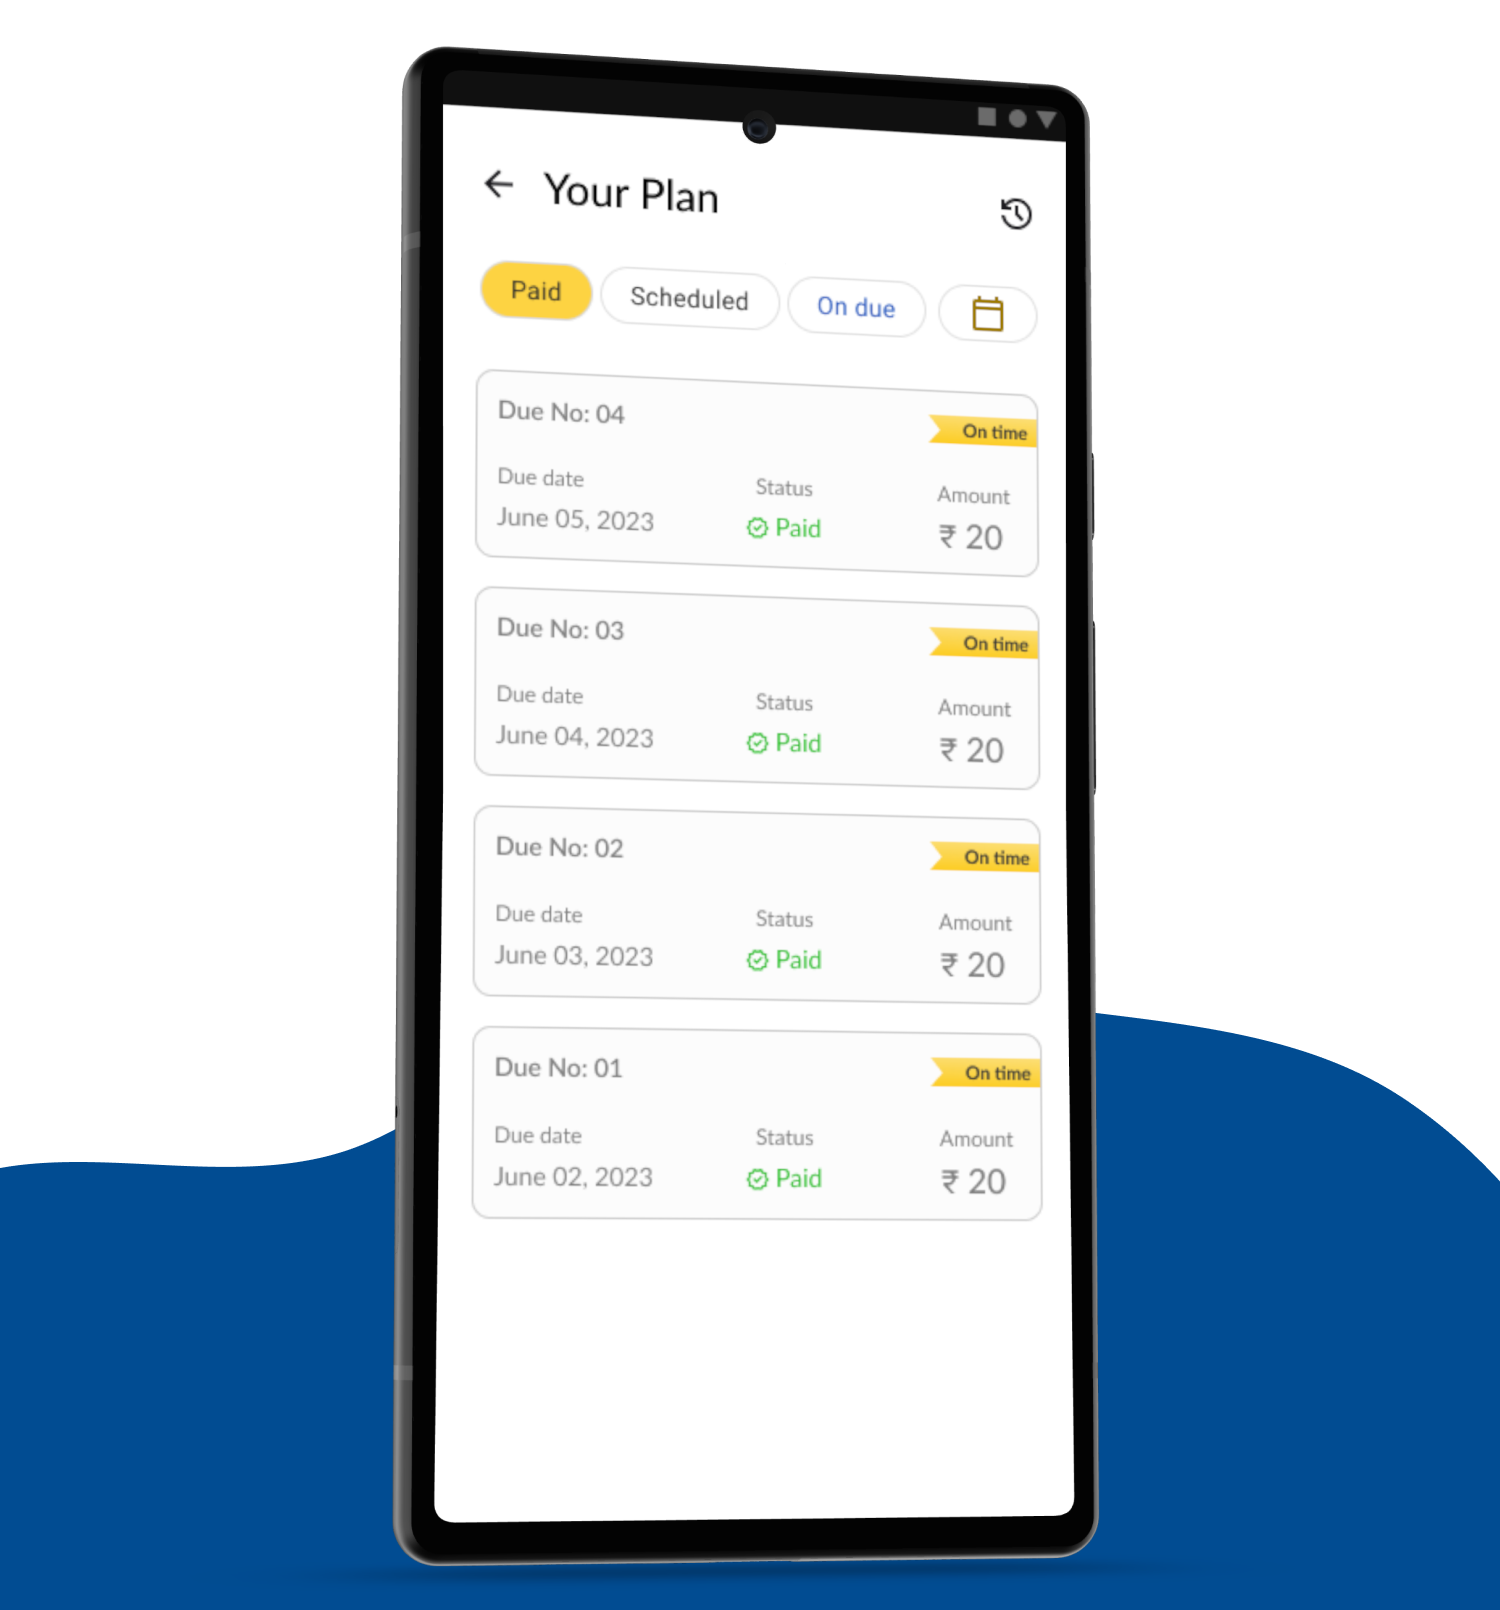 Your Plan
Paid Scheduled On due
Due No: 04
On time
Due date Status Amount
June 05, 2023 Paid ₹ 20
Due No: 03
On time
Due date Status Amount
June 04, 2023 Paid ₹ 20
Due No: 02
On time
Due date Status Amount
June 03, 2023 Paid ₹ 20
Due No: 01
On time
Due date Status Amount
June 02, 2023 Paid ₹ 20